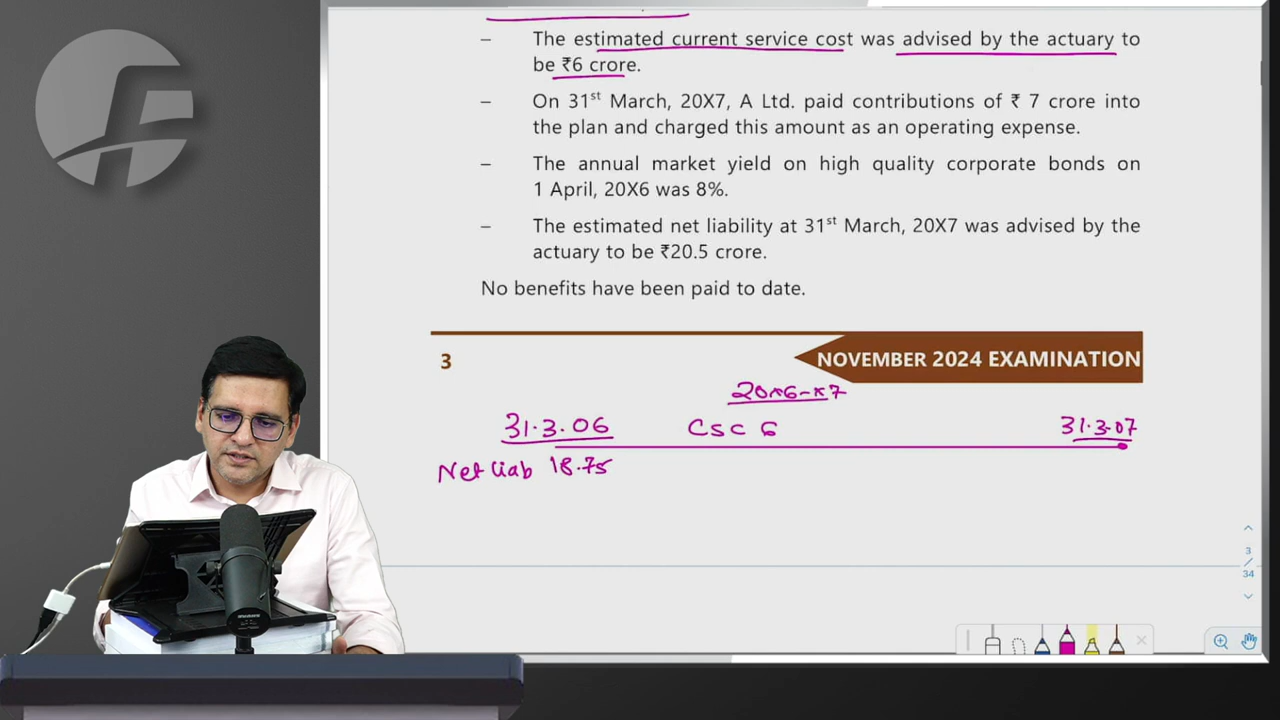 – The estimated current service cost was advised by the actuary to
be ₹6 crore.
– On 31st March, 20X7, A Ltd. paid contributions of ₹ 7 crore into
the plan and charged this amount as an operating expense.
– The annual market yield on high quality corporate bonds on
1 April, 20X6 was 8%.
– The estimated net liability at 31st March, 20X7 was advised by the
actuary to be ₹20.5 crore.
No benefits have been paid to date.
3 NOVEMBER 2024 EXAMINATION
20x6-x7
31.3.06 CSC 6 31.3.07
Net liab 18.75
3
/
34